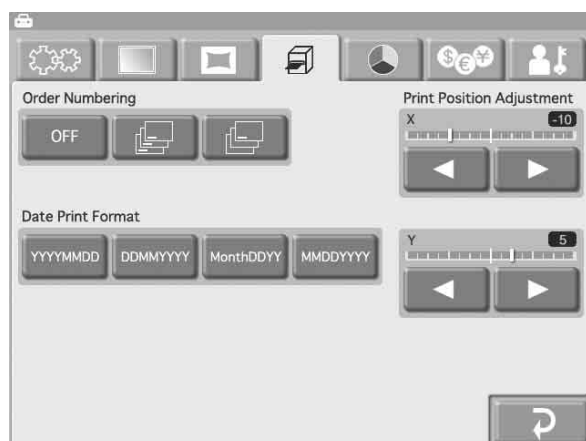 $ € ¥
Order Numbering
OFF
Print Position Adjustment
X -10
Date Print Format
YYYYMMDD DDMMYYYY MonthDDYY MMDDYYYY
Y 5